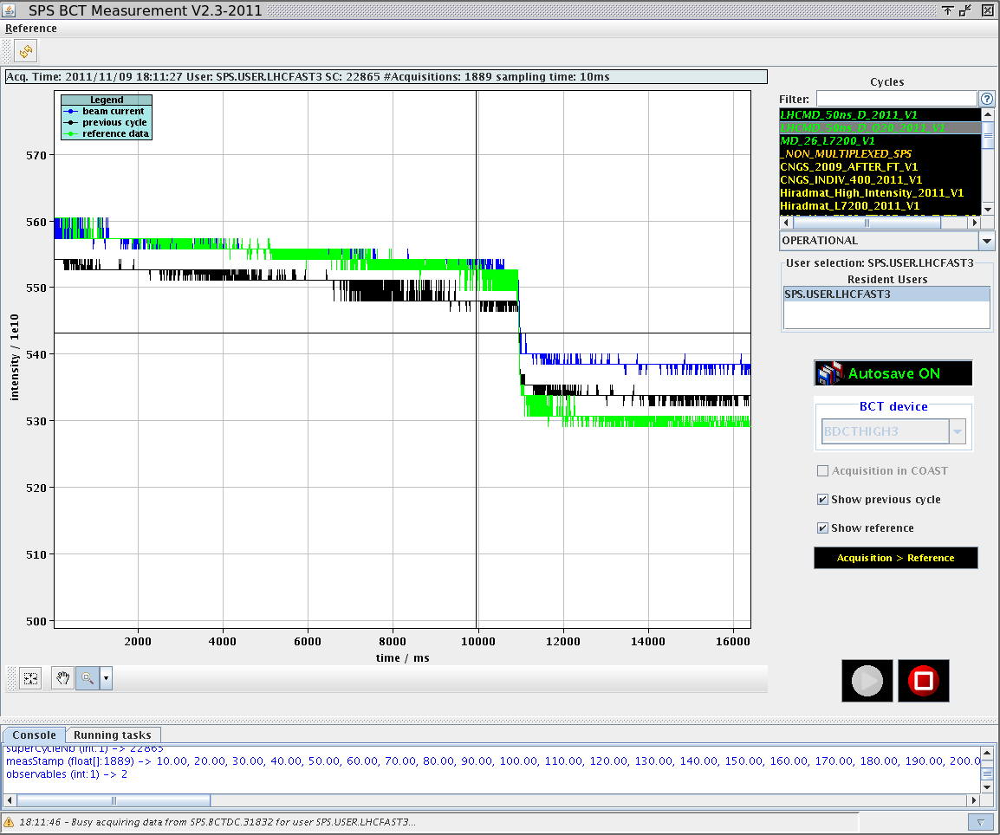 SPS BCT Measurement V2.3-2011
Reference
Acq. Time: 2011/11/09 18:11:27 User: SPS.USER.LHCFAST3 SC: 22865 #Acquisitions: 1889 sampling time: 10ms
Legend
beam current
previous cycle
reference data
570
560
550
540
530
520
510
500
intensity / 1e10
2000 4000 6000 8000 10000 12000 14000 16000
time / ms
Cycles
Filter:
?
LHCMD_50ns_D_2011_V1
LHCMD_50ns_D_Q20_2011_V1
MD_26_L7200_V1
_NON_MULTIPLEXED_SPS
CNGS_2009_AFTER_FT_V1
CNGS_INDIV_400_2011_V1
Hiradmat_High_Intensity_2011_V1
Hiradmat_L7200_2011_V1
OPERATIONAL
User selection: SPS.USER.LHCFAST3
Resident Users
SPS.USER.LHCFAST3
Autosave ON
BCT device
BDCTHIGH3
Acquisition in COAST
Show previous cycle
Show reference
Acquisition > Reference
Console Running tasks
superCycleNb (int:1) -> 22865
measStamp (float[]:1889) -> 10.00, 20.00, 30.00, 40.00, 50.00, 60.00, 70.00, 80.00, 90.00, 100.00, 110.00, 120.00, 130.00, 140.00, 150.00, 160.00, 170.00, 180.00, 190.00, 200.0
observables (int:1) -> 2
18:11:46 - Busy acquiring data from SPS.BCTDC.31832 for user SPS.USER.LHCFAST3...